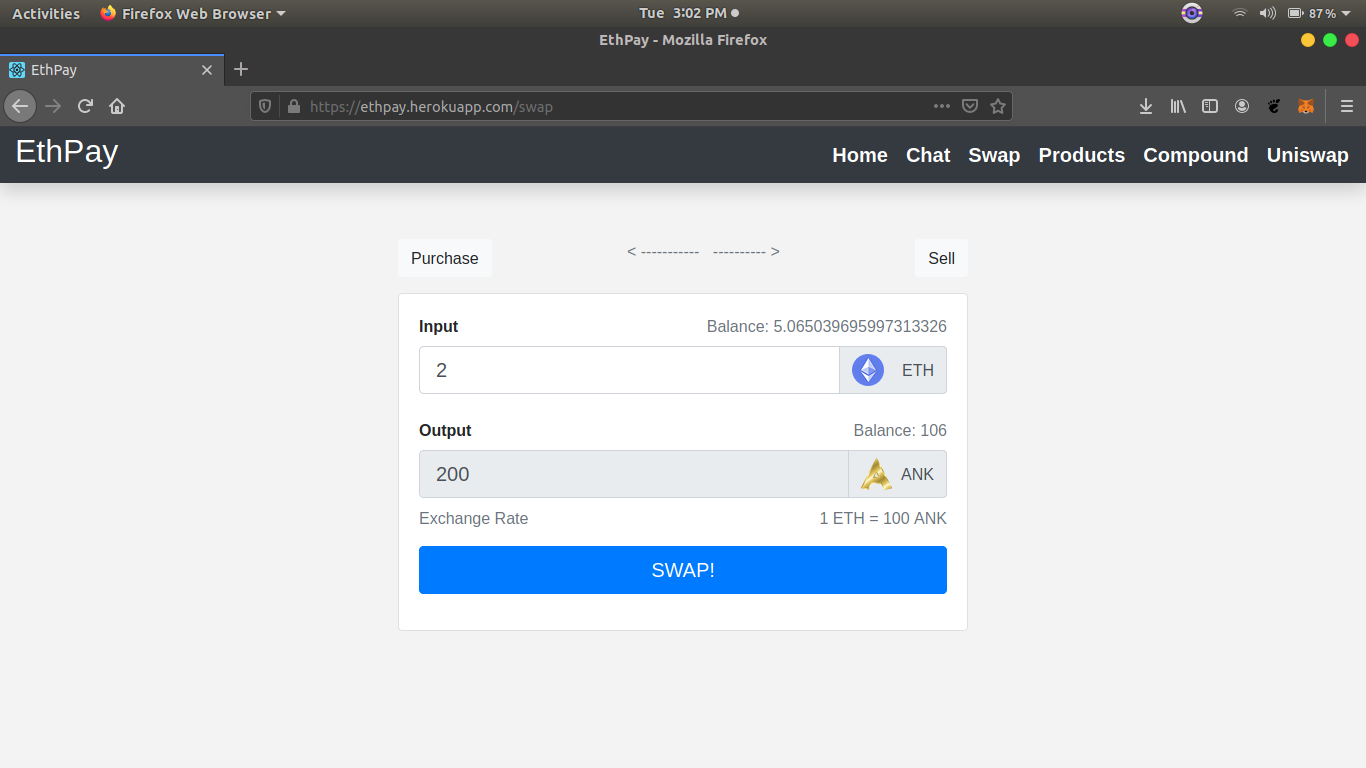 Activities Firefox Web Browser Tue 3:02 PM 87%
EthPay - Mozilla Firefox
EthPay
https://ethpay.herokuapp.com/swap
EthPay Home Chat Swap Products Compound Uniswap
Purchase < ----------- ---------- > Sell
Input Balance: 5.065039695997313326
2 ETH
Output Balance: 106
200 ANK
Exchange Rate 1 ETH = 100 ANK
SWAP!